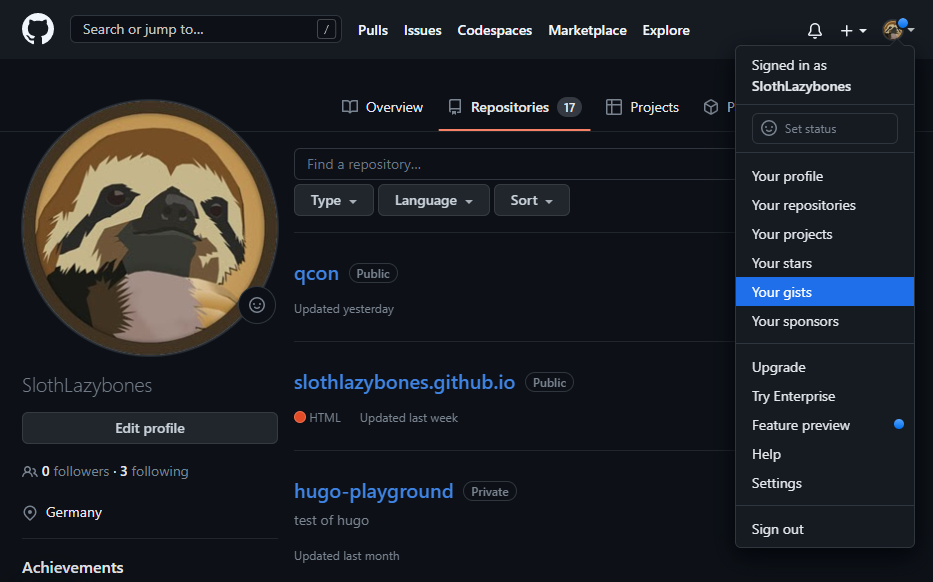 Search or jump to... /
Pulls Issues Codespaces Marketplace Explore
Overview Repositories 17 Projects P
Find a repository...
Type Language Sort
qcon Public
Updated yesterday
slothlazybones.github.io Public
HTML Updated last week
hugo-playground Private
test of hugo
Updated last month
SlothLazybones
Edit profile
0 followers · 3 following
Germany
Achievements
Signed in as
SlothLazybones
Set status
Your profile
Your repositories
Your projects
Your stars
Your gists
Your sponsors
Upgrade
Try Enterprise
Feature preview
Help
Settings
Sign out